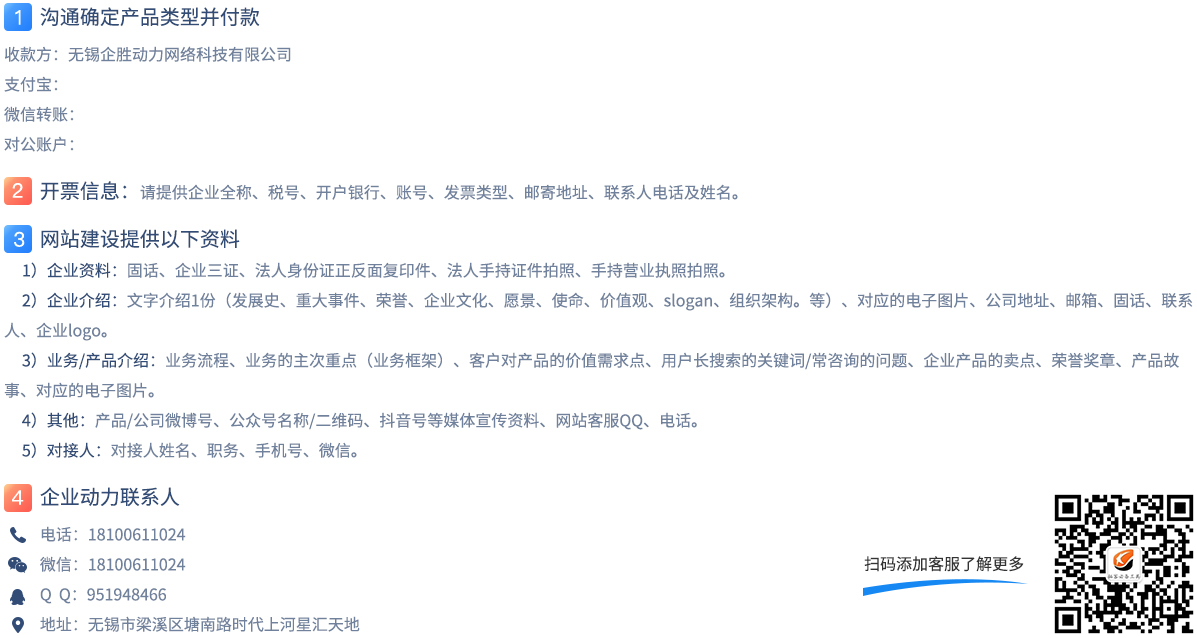 1 沟通确定产品类型并付款
收款方：无锡企胜动力网络科技有限公司
支付宝：
微信转账：
对公账户：
2 开票信息：请提供企业全称、税号、开户银行、账号、发票类型、邮寄地址、联系人电话及姓名。
3 网站建设提供以下资料
1）企业资料：固话、企业三证、法人身份证正反面复印件、法人手持证件拍照、手持营业执照拍照。
2）企业介绍：文字介绍1份（发展史、重大事件、荣誉、企业文化、愿景、使命、价值观、slogan、组织架构。等）、对应的电子图片、公司地址、邮箱、固话、联系
人、企业logo。
3）业务/产品介绍：业务流程、业务的主次重点（业务框架）、客户对产品的价值需求点、用户长搜索的关键词/常咨询的问题、企业产品的卖点、荣誉奖章、产品故
事、对应的电子图片。
4）其他：产品/公司微博号、公众号名称/二维码、抖音号等媒体宣传资料、网站客服QQ、电话。
5）对接人：对接人姓名、职务、手机号、微信。
4 企业动力联系人
电话：18100611024
微信：18100611024
Q Q：951948466
地址：无锡市梁溪区塘南路时代上河星汇天地
扫码添加客服了解更多